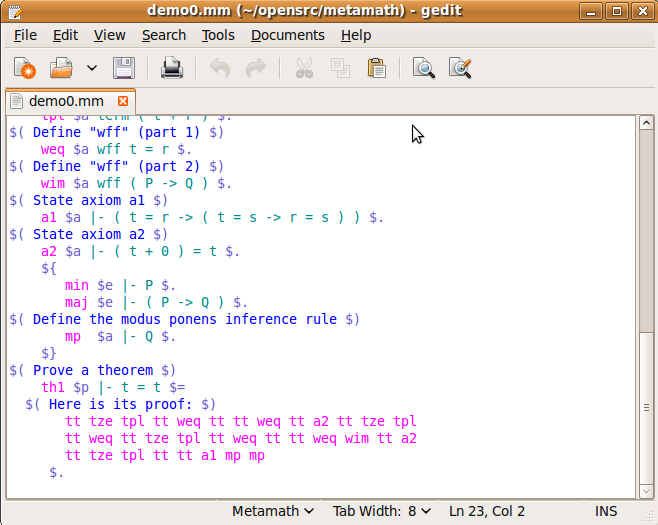 demo0.mm (~/opensrc/metamath) - gedit
File Edit View Search Tools Documents Help
demo0.mm
tpl $a term ( t + r ) $.
$( Define "wff" (part 1) $)
weq $a wff t = r $.
$( Define "wff" (part 2) $)
wim $a wff ( P -> Q ) $.
$( State axiom a1 $)
a1 $a |- ( t = r -> ( t = s -> r = s ) ) $.
$( State axiom a2 $)
a2 $a |- ( t + 0 ) = t $.
${
min $e |- P $.
maj $e |- ( P -> Q ) $.
$( Define the modus ponens inference rule $)
mp  $a |- Q $.
$}
$( Prove a theorem $)
th1 $p |- t = t $=
$( Here is its proof: $)
tt tze tpl tt weq tt tt weq tt a2 tt tze tpl
tt weq tt tze tpl tt weq tt tt weq wim tt a2
tt tze tpl tt tt a1 mp mp
$.
Metamath Tab Width: 8 Ln 23, Col 2 INS